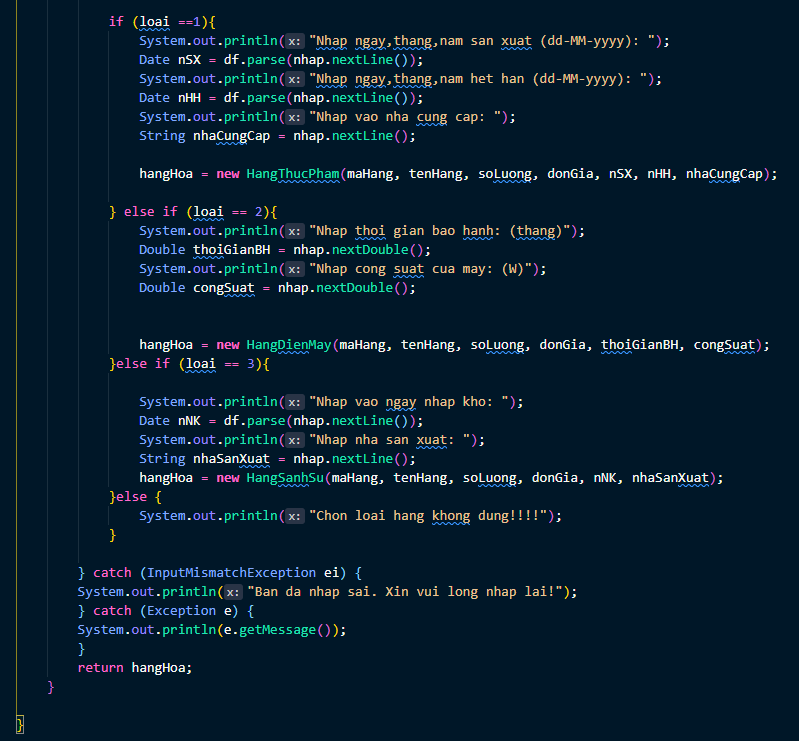 if (loai ==1){
System.out.println(x: "Nhap ngay,thang,nam san xuat (dd-MM-yyyy): ");
Date nSX = df.parse(nhap.nextLine());
System.out.println(x: "Nhap ngay,thang,nam het han (dd-MM-yyyy): ");
Date nHH = df.parse(nhap.nextLine());
System.out.println(x: "Nhap vao nha cung cap: ");
String nhaCungCap = nhap.nextLine();
hangHoa = new HangThucPham(maHang, tenHang, soLuong, donGia, nSX, nHH, nhaCungCap);
} else if (loai == 2){
System.out.println(x: "Nhap thoi gian bao hanh: (thang)");
Double thoiGianBH = nhap.nextDouble();
System.out.println(x: "Nhap cong suat cua may: (W)");
Double congSuat = nhap.nextDouble();
hangHoa = new HangDienMay(maHang, tenHang, soLuong, donGia, thoiGianBH, congSuat);
}else if (loai == 3){
System.out.println(x: "Nhap vao ngay nhap kho: ");
Date nNK = df.parse(nhap.nextLine());
System.out.println(x: "Nhap nha san xuat: ");
String nhaSanXuat = nhap.nextLine();
hangHoa = new HangSanhSu(maHang, tenHang, soLuong, donGia, nNK, nhaSanXuat);
}else {
System.out.println(x: "Chon loai hang khong dung!!!!");
}
} catch (InputMismatchException ei) {
System.out.println(x: "Ban da nhap sai. Xin vui long nhap lai!");
} catch (Exception e) {
System.out.println(e.getMessage());
}
return hangHoa;
}
}